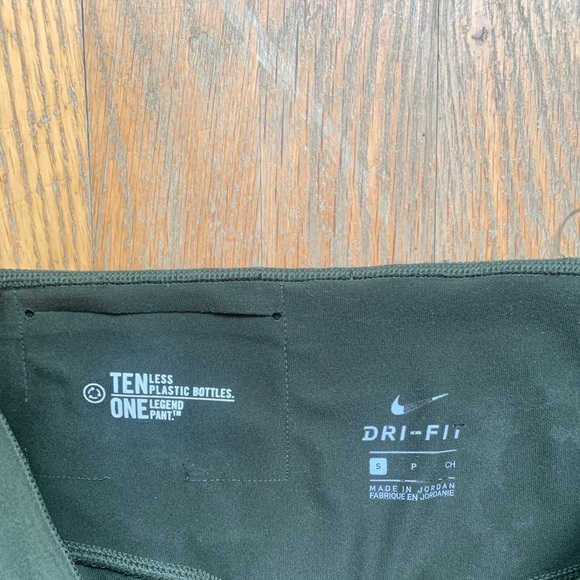 TEN LESS PLASTIC BOTTLES.
ONE LEGEND PANT.™
DRI-FIT
S P CH
MADE IN JORDAN
FABRIQUE EN JORDANIE